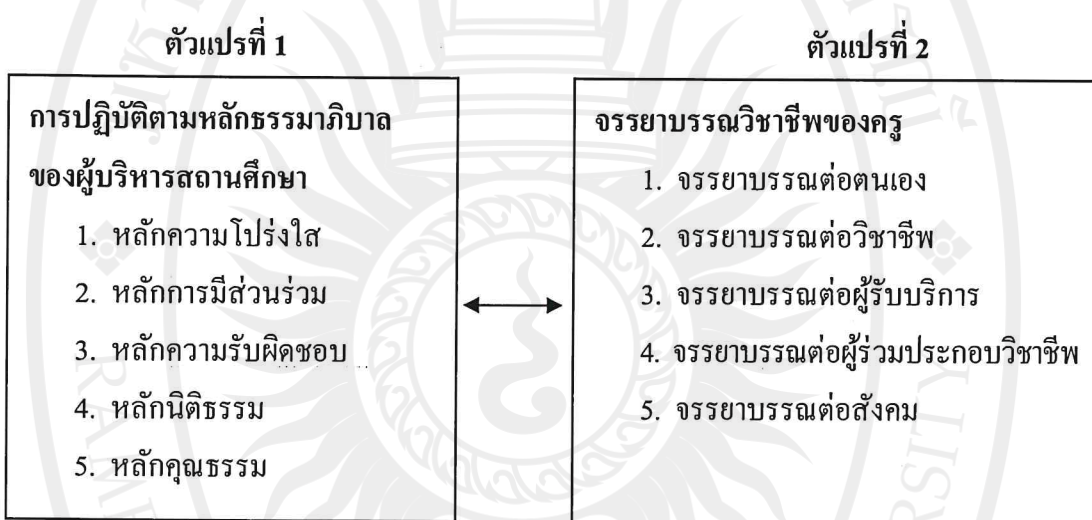 ตัวแปรที่ 1
การปฏิบัติตามหลักธรรมาภิบาล
ของผู้บริหารสถานศึกษา
1. หลักความโปร่งใส
2. หลักการมีส่วนร่วม
3. หลักความรับผิดชอบ
4. หลักนิติธรรม
5. หลักคุณธรรม
ตัวแปรที่ 2
จรรยาบรรณวิชาชีพของครู
1. จรรยาบรรณต่อตนเอง
2. จรรยาบรรณต่อวิชาชีพ
3. จรรยาบรรณต่อผู้รับบริการ
4. จรรยาบรรณต่อผู้ร่วมประกอบวิชาชีพ
5. จรรยาบรรณต่อสังคม